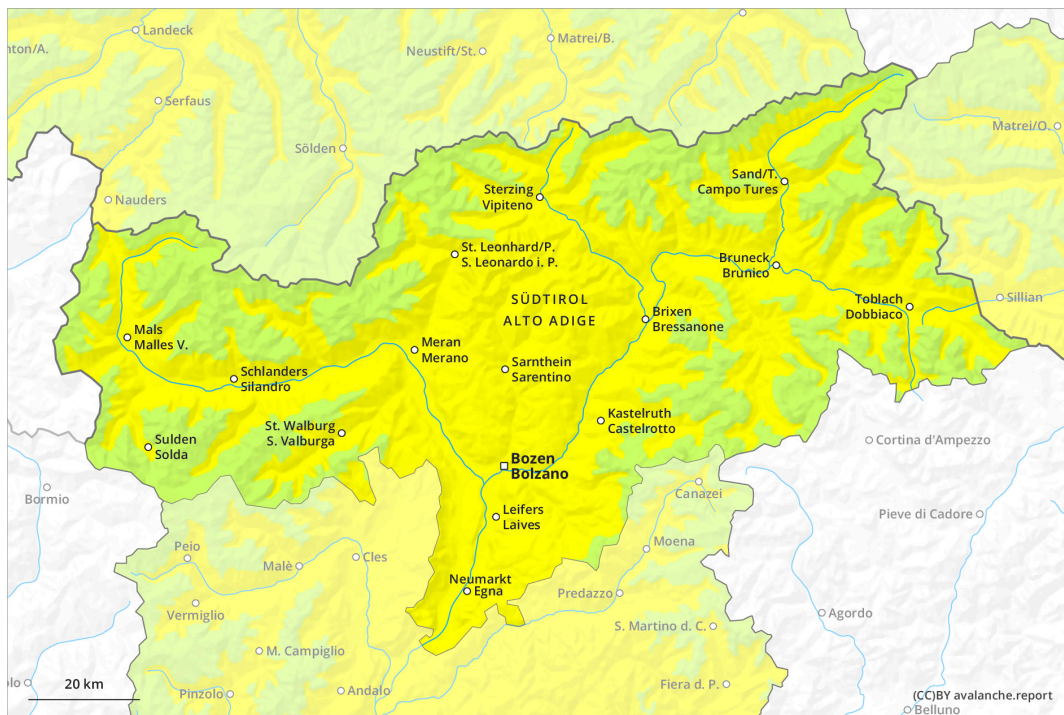 Landeck
nton/A.
Matrei/B.
Neustift/St.
Serfaus
Matrei/O.
Sölden
Nauders
Sand/T.
Campo Tures
Sterzing
Vipiteno
St. Leonhard/P.
S. Leonardo i. P.
Bruneck
Brunico
SÜDTIROL
ALTO ADIGE
Toblach
Dobbiaco
Sillian
Brixen
Bressanone
Mals
Malles V.
Meran
Merano
Schlanders
Silandro
Sarnthein
Sarentino
Kastelruth
Castelrotto
St. Walburg
S. Valburga
Sulden
Solda
Cortina d'Ampezzo
Bozen
Bolzano
Bormio
Canazei
Leifers
Laives
Pieve di Cadore
Moena
Peio
Cles
Malè
Neumarkt
Egna
Predazzo
Vermiglio
Agordo
S. Martino d. C.
M. Campiglio
20 km
olo
Pinzolo
Andalo
Fiera d. P.
(CC)BY avalanche.report
Belluno